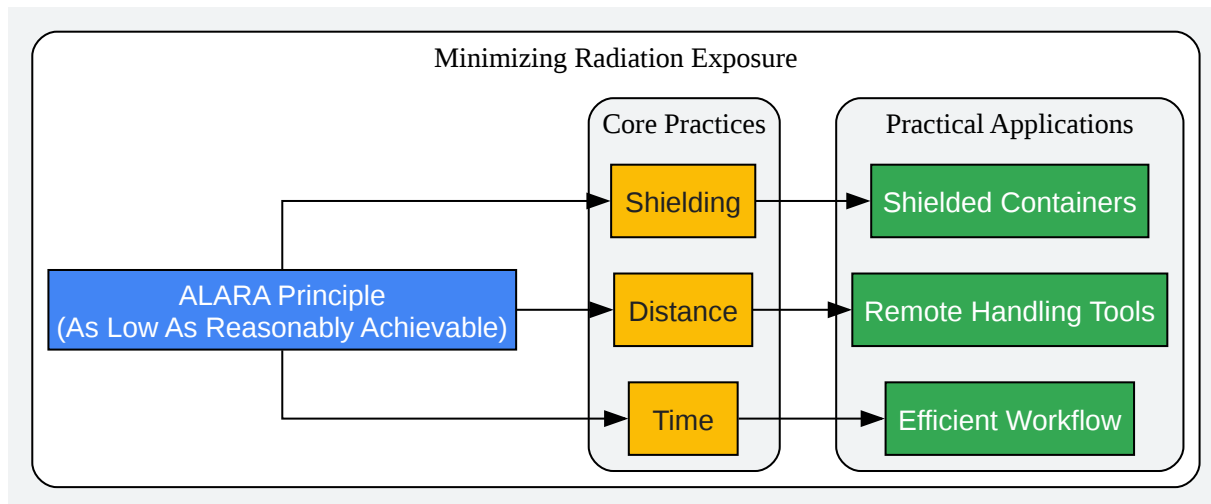 Minimizing Radiation Exposure
Core Practices
Practical Applications
Shielding
Shielded Containers
ALARA Principle
(As Low As Reasonably Achievable)
Distance
Remote Handling Tools
Time
Efficient Workflow